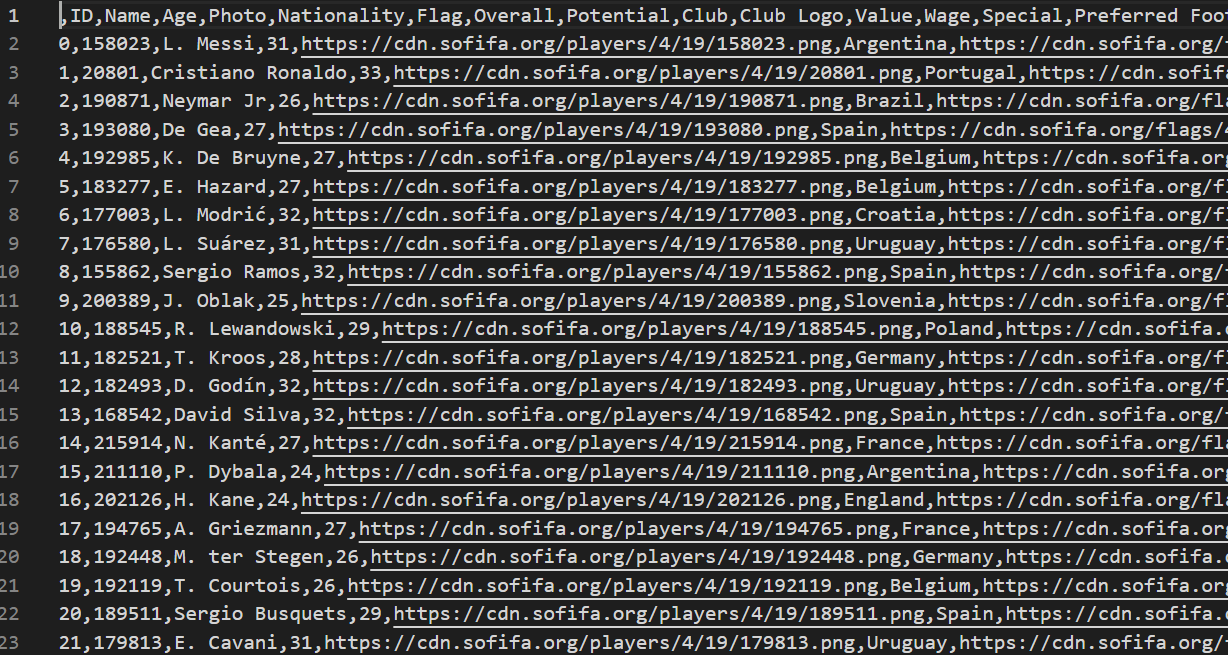 1 ,ID,Name,Age,Photo,Nationality,Flag,Overall,Potential,Club,Club Logo,Value,Wage,Special,Preferred Foo
2 0,158023,L. Messi,31,https://cdn.sofifa.org/players/4/19/158023.png,Argentina,https://cdn.sofifa.org/
3 1,20801,Cristiano Ronaldo,33,https://cdn.sofifa.org/players/4/19/20801.png,Portugal,https://cdn.sofif
4 2,190871,Neymar Jr,26,https://cdn.sofifa.org/players/4/19/190871.png,Brazil,https://cdn.sofifa.org/fla
5 3,193080,De Gea,27,https://cdn.sofifa.org/players/4/19/193080.png,Spain,https://cdn.sofifa.org/flags/4
6 4,192985,K. De Bruyne,27,https://cdn.sofifa.org/players/4/19/192985.png,Belgium,https://cdn.sofifa.org
7 5,183277,E. Hazard,27,https://cdn.sofifa.org/players/4/19/183277.png,Belgium,https://cdn.sofifa.org/fl
8 6,177003,L. Modrić,32,https://cdn.sofifa.org/players/4/19/177003.png,Croatia,https://cdn.sofifa.org/fl
9 7,176580,L. Suárez,31,https://cdn.sofifa.org/players/4/19/176580.png,Uruguay,https://cdn.sofifa.org/fl
10 8,155862,Sergio Ramos,32,https://cdn.sofifa.org/players/4/19/155862.png,Spain,https://cdn.sofifa.org/f
11 9,200389,J. Oblak,25,https://cdn.sofifa.org/players/4/19/200389.png,Slovenia,https://cdn.sofifa.org/fl
12 10,188545,R. Lewandowski,29,https://cdn.sofifa.org/players/4/19/188545.png,Poland,https://cdn.sofifa.o
13 11,182521,T. Kroos,28,https://cdn.sofifa.org/players/4/19/182521.png,Germany,https://cdn.sofifa.org/fl
14 12,182493,D. Godín,32,https://cdn.sofifa.org/players/4/19/182493.png,Uruguay,https://cdn.sofifa.org/fl
15 13,168542,David Silva,32,https://cdn.sofifa.org/players/4/19/168542.png,Spain,https://cdn.sofifa.org/f
16 14,215914,N. Kanté,27,https://cdn.sofifa.org/players/4/19/215914.png,France,https://cdn.sofifa.org/fla
17 15,211110,P. Dybala,24,https://cdn.sofifa.org/players/4/19/211110.png,Argentina,https://cdn.sofifa.org
18 16,202126,H. Kane,24,https://cdn.sofifa.org/players/4/19/202126.png,England,https://cdn.sofifa.org/fla
19 17,194765,A. Griezmann,27,https://cdn.sofifa.org/players/4/19/194765.png,France,https://cdn.sofifa.org
20 18,192448,M. ter Stegen,26,https://cdn.sofifa.org/players/4/19/192448.png,Germany,https://cdn.sofifa.o
21 19,192119,T. Courtois,26,https://cdn.sofifa.org/players/4/19/192119.png,Belgium,https://cdn.sofifa.org
22 20,189511,Sergio Busquets,29,https://cdn.sofifa.org/players/4/19/189511.png,Spain,https://cdn.sofifa.o
23 21,179813,E. Cavani,31,https://cdn.sofifa.org/players/4/19/179813.png,Uruguay,https://cdn.sofifa.org/f